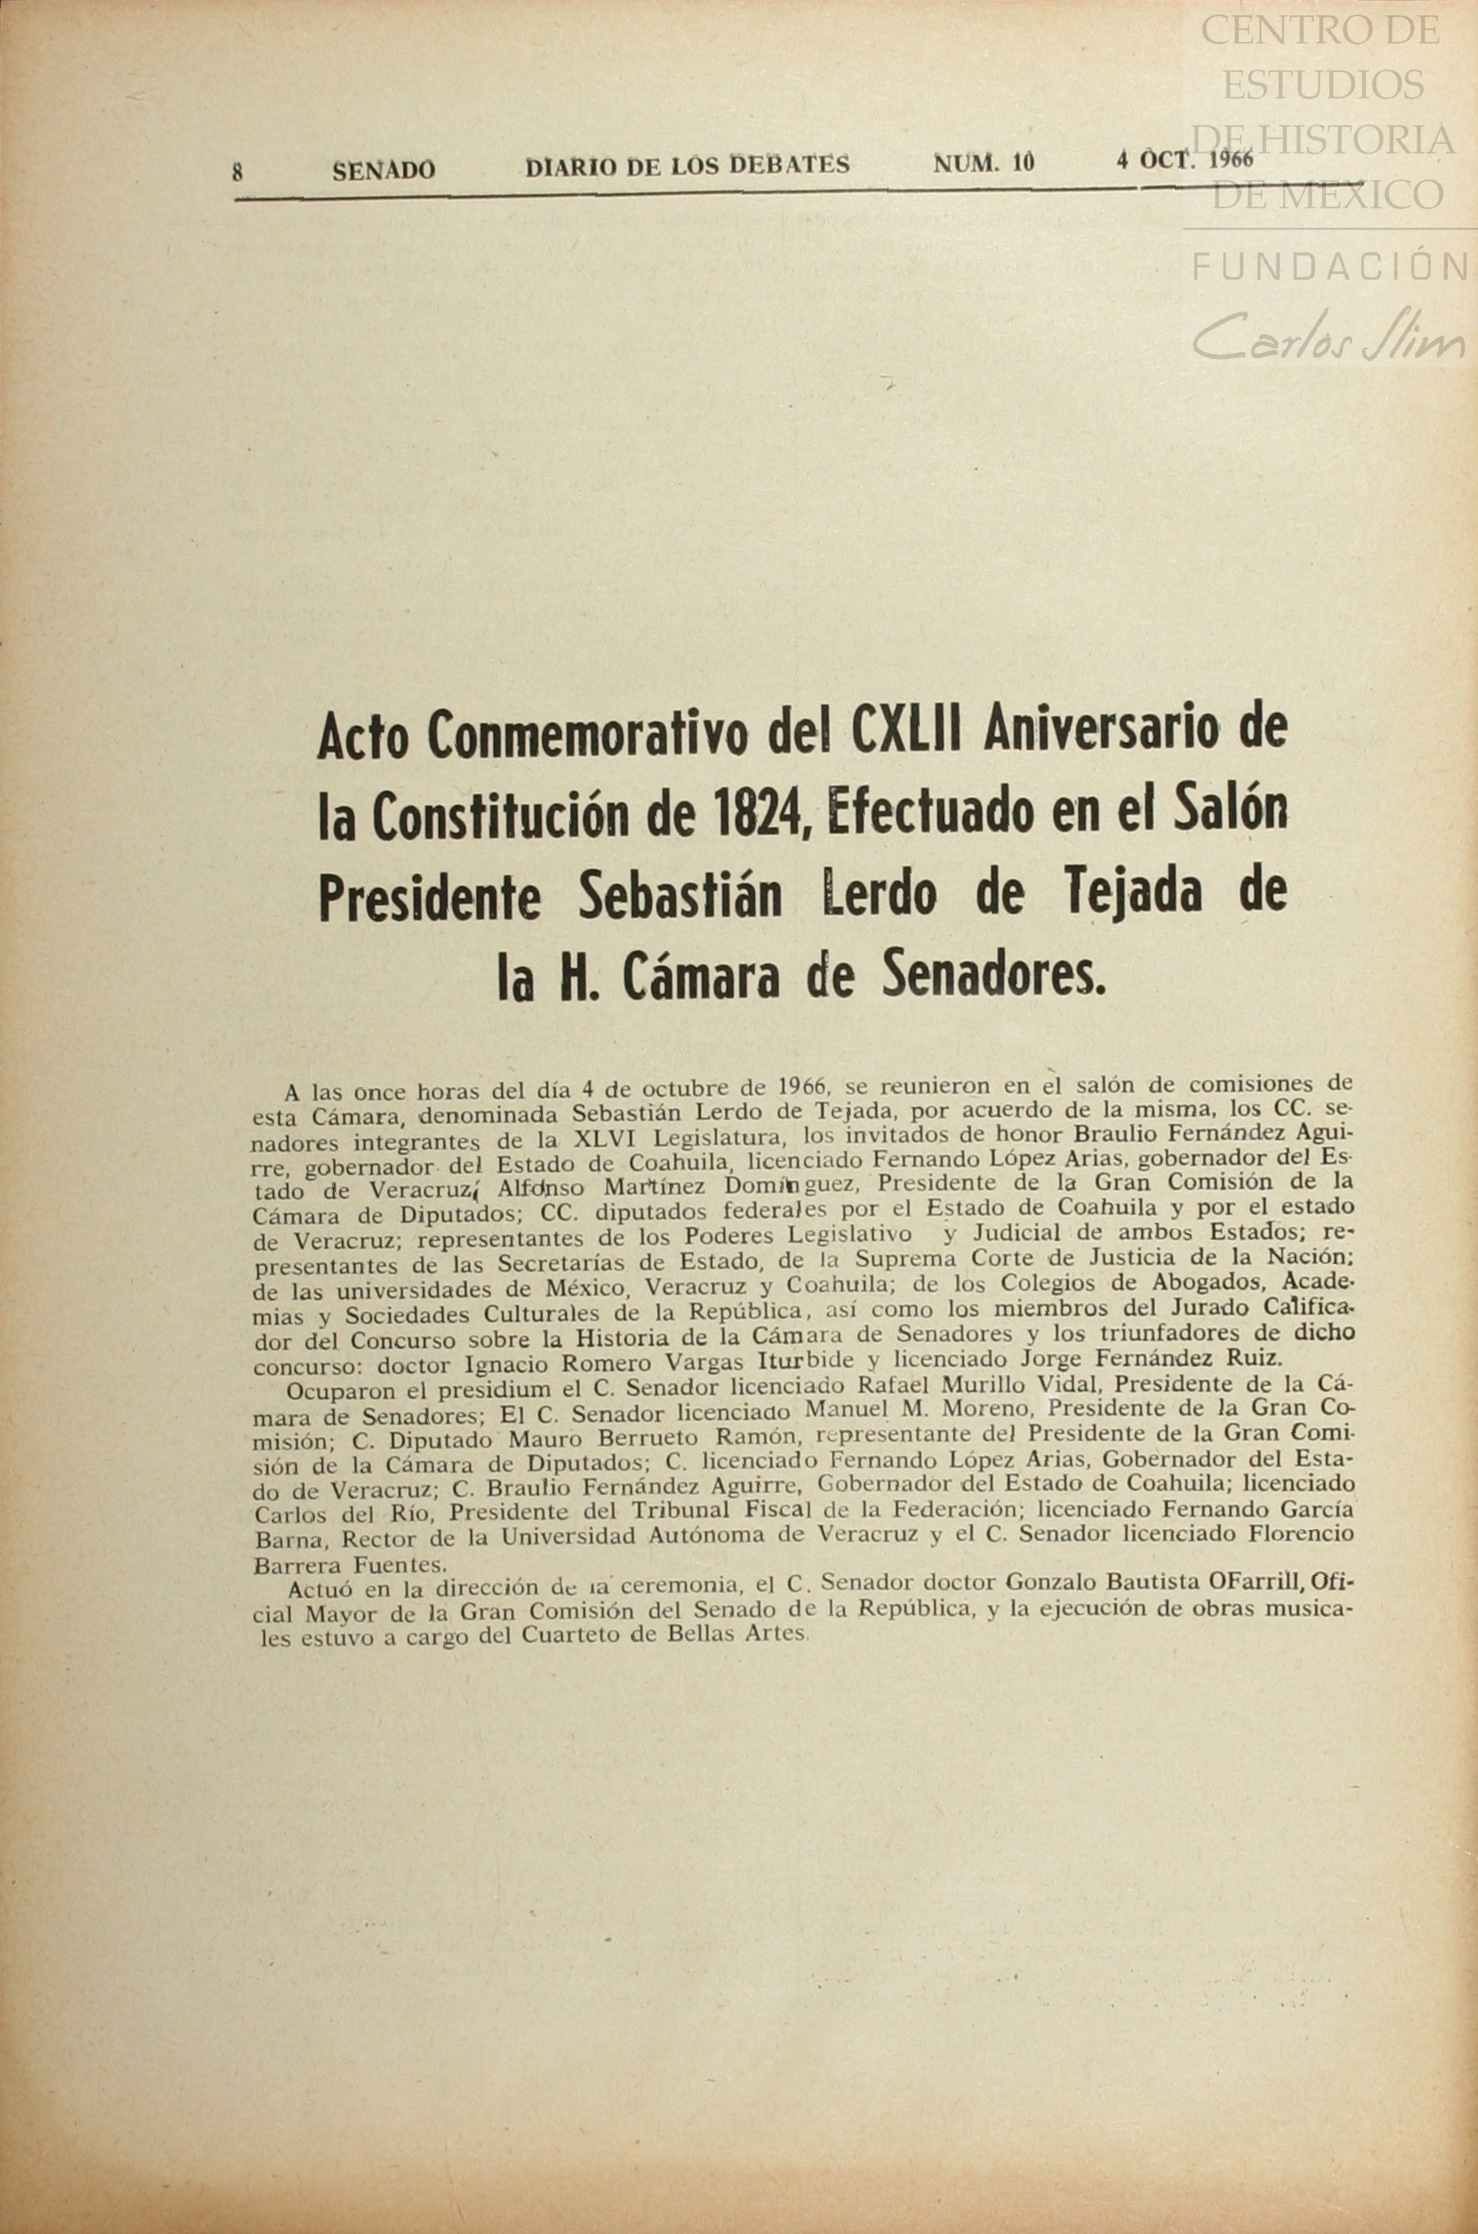 CENTRO DE
ESTUDIOS
DE HISTORIA
DE MEXICO
FUNDACIÓN
Carlos Slim
8 SENADO DIARIO DE LOS DEBATES NUM. 10 4 OCT. 1966
Acto Conmemorativo del CXLII Aniversario de
la Constitución de 1824, Efectuado en el Salón
Presidente Sebastián Lerdo de Tejada de
la H. Cámara de Senadores.
A las once horas del día 4 de octubre de 1966, se reunieron en el salón de comisiones de
esta Cámara, denominada Sebastián Lerdo de Tejada, por acuerdo de la misma, los CC. se-
nadores integrantes de la XLVI Legislatura, los invitados de honor Braulio Fernández Agui-
rre, gobernador del Estado de Coahuila, licenciado Fernando López Arias, gobernador del Es-
tado de Veracruz; Alfonso Martínez Domínguez, Presidente de la Gran Comisión de la
Cámara de Diputados; CC. diputados federales por el Estado de Coahuila y por el estado
de Veracruz; representantes de los Poderes Legislativo y Judicial de ambos Estados; re-
presentantes de las Secretarías de Estado, de la Suprema Corte de Justicia de la Nación;
de las universidades de México, Veracruz y Coahuila; de los Colegios de Abogados, Acade-
mias y Sociedades Culturales de la República, así como los miembros del Jurado Califica-
dor del Concurso sobre la Historia de la Cámara de Senadores y los triunfadores de dicho
concurso: doctor Ignacio Romero Vargas Iturbide y licenciado Jorge Fernández Ruiz.
Ocuparon el presidium el C. Senador licenciado Rafael Murillo Vidal, Presidente de la Cá-
mara de Senadores; El C. Senador licenciado Manuel M. Moreno, Presidente de la Gran Co-
misión; C. Diputado Mauro Berrueto Ramón, representante del Presidente de la Gran Comi-
sión de la Cámara de Diputados; C. licenciado Fernando López Arias, Gobernador del Esta-
do de Veracruz; C. Braulio Fernández Aguirre, Gobernador del Estado de Coahuila; licenciado
Carlos del Río, Presidente del Tribunal Fiscal de la Federación; licenciado Fernando García
Barna, Rector de la Universidad Autónoma de Veracruz y el C. Senador licenciado Florencio
Barrera Fuentes.
Actuó en la dirección de la ceremonia, el C. Senador doctor Gonzalo Bautista OFarrill, Ofi-
cial Mayor de la Gran Comisión del Senado de la República, y la ejecución de obras musica-
les estuvo a cargo del Cuarteto de Bellas Artes.